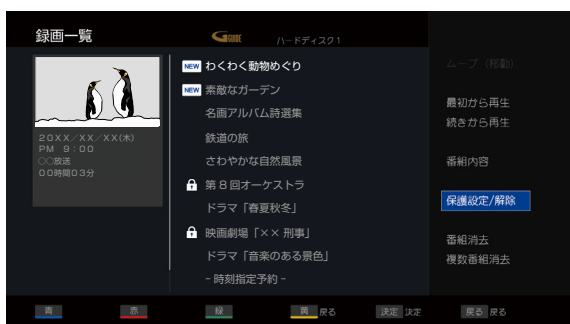 録画一覧
GGUIDE
ハードディスク1
20XX/XX/XX(木)
PM 9:00
○○放送
00時間03分
NEW わくわく動物めぐり
NEW 素敵なガーデン
名画アルバム詩選集
鉄道の旅
さわやかな自然風景
第8回オーケストラ
ドラマ「春夏秋冬」
映画劇場「×× 刑事」
ドラマ「音楽のある景色」
- 時刻指定予約 -
ムーブ (移動)
最初から再生
続きから再生
番組内容
保護設定/解除
番組消去
複数番組消去
青 赤 緑 黄 戻る 決定 決定 戻る 戻る